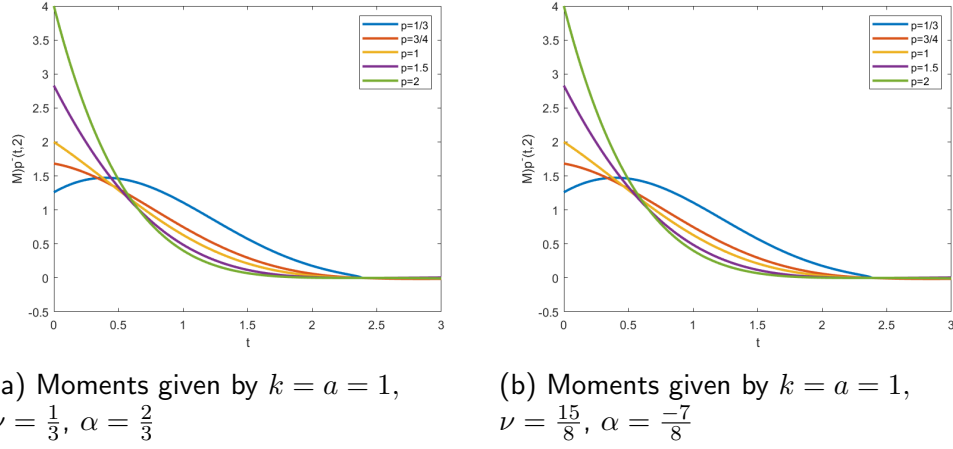 4
3.5
3
2.5
2
1.5
1
0.5
0
-0.5
M)p-(t,2)
0 0.5 1 1.5 2 2.5 3
t
p=1/3
p=3/4
p=1
p=1.5
p=2
4
3.5
3
2.5
2
1.5
1
0.5
0
-0.5
M)p-(t,2)
0 0.5 1 1.5 2 2.5 3
t
p=1/3
p=3/4
p=1
p=1.5
p=2
a) Moments given by k = a = 1,
ν = 1/3, α = 2/3
(b) Moments given by k = a = 1,
ν = 15/8, α = −7/8